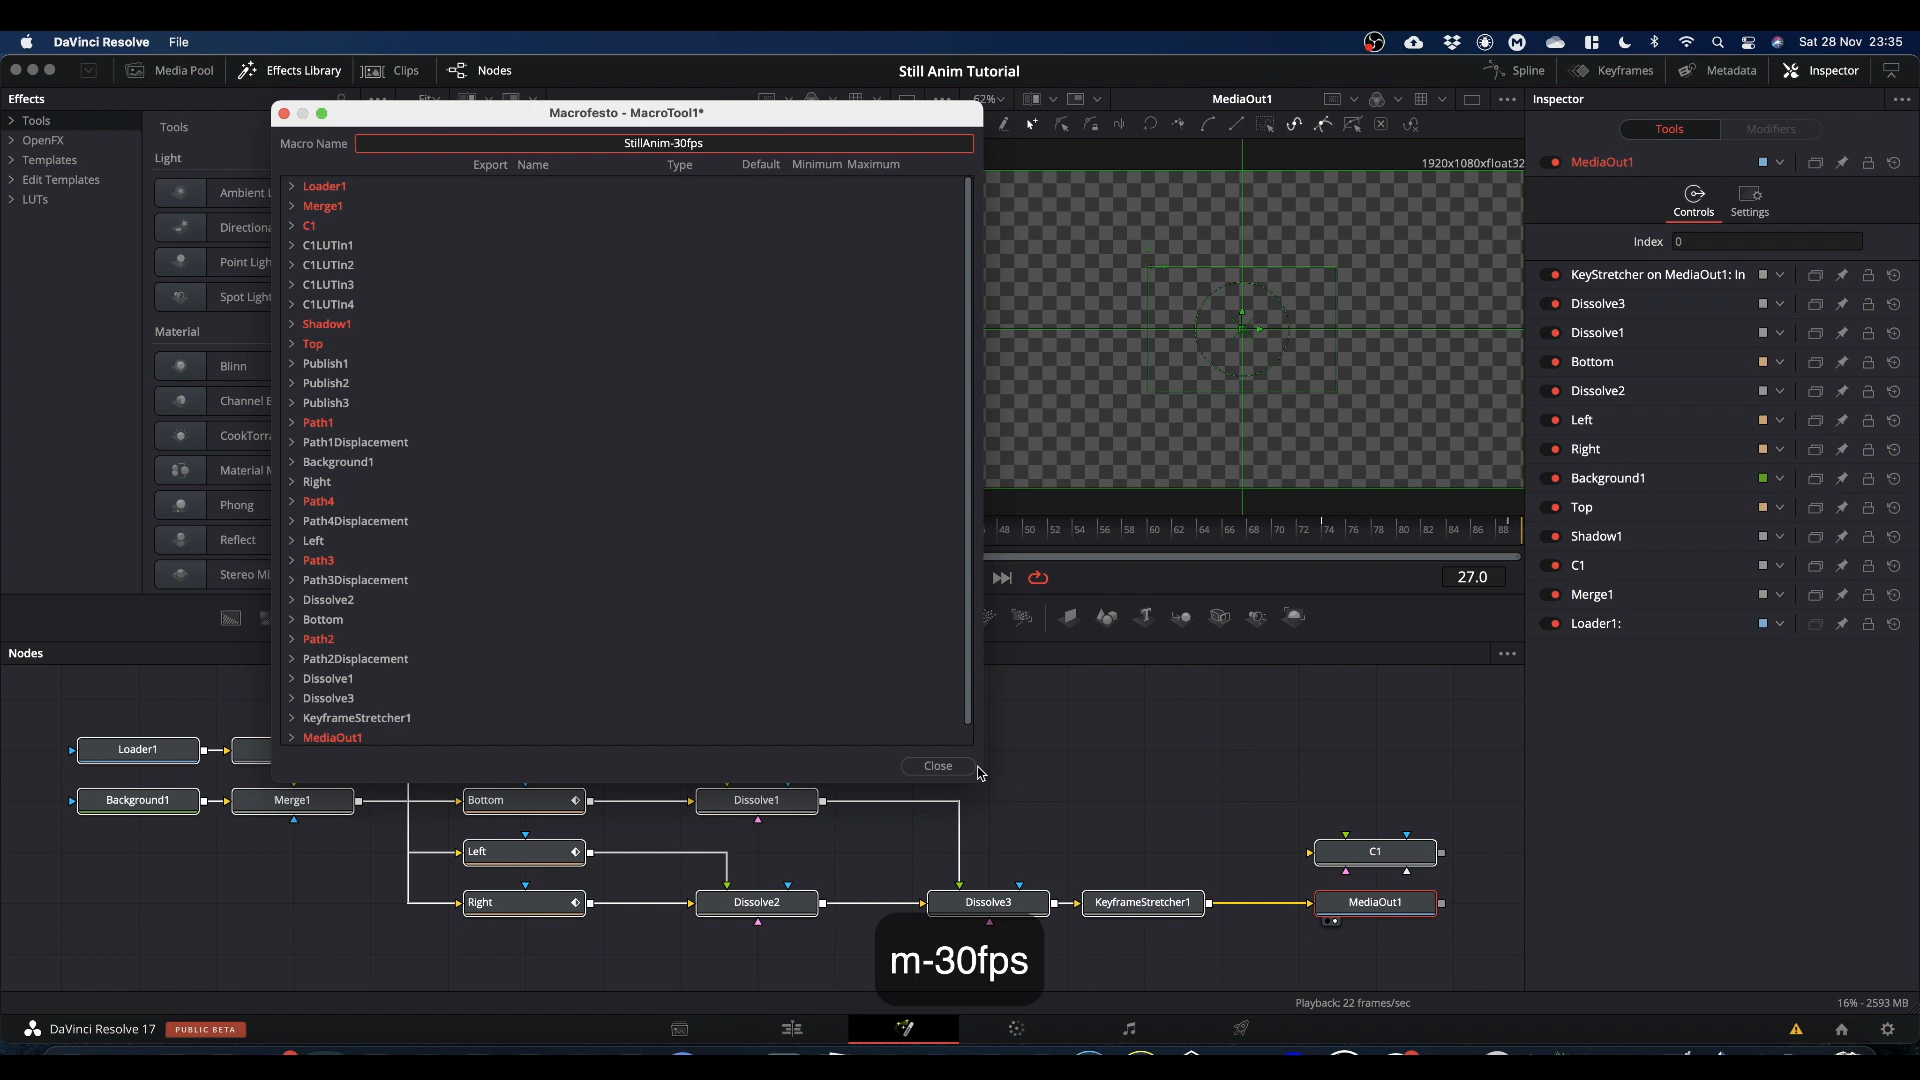 DaVinci Resolve File
Sat 28 Nov 23:35
Media Pool Effects Library Clips Nodes
Still Anim Tutorial
Spline Keyframes Metadata Inspector
Effects
Tools
OpenFX
Templates
Edit Templates
LUTs
Tools
Light
Ambient L
Directiona
Point Ligh
Spot Light
Material
Blinn
Channel B
CookTorra
Material M
Phong
Reflect
Stereo Mi
Macrofesto - MacroTool1*
Macro Name StillAnim-30fps
Export Name Type Default Minimum Maximum
Loader1
Merge1
C1
C1LUTIn1
C1LUTIn2
C1LUTIn3
C1LUTIn4
Shadow1
Top
Publish1
Publish2
Publish3
Path1
Path1Displacement
Background1
Right
Path4
Path4Displacement
Left
Path3
Path3Displacement
Dissolve2
Bottom
Path2
Path2Displacement
Dissolve1
Dissolve3
KeyframeStretcher1
MediaOut1
Close
62% MediaOut1
1920x1080xfloat32
48 50 52 54 56 58 60 62 64 66 68 70 72 74 76 78 80 82 84 86 88
27.0
Inspector
Tools Modifiers
MediaOut1
Controls Settings
Index 0
KeyStretcher on MediaOut1: In
Dissolve3
Dissolve1
Bottom
Dissolve2
Left
Right
Background1
Top
Shadow1
C1
Merge1
Loader1:
Nodes
Loader1
Background1 Merge1 Bottom Dissolve1
Left C1
Right Dissolve2 Dissolve3 KeyframeStretcher1 MediaOut1
m-30fps
Playback: 22 frames/sec
16% - 2593 MB
DaVinci Resolve 17 PUBLIC BETA